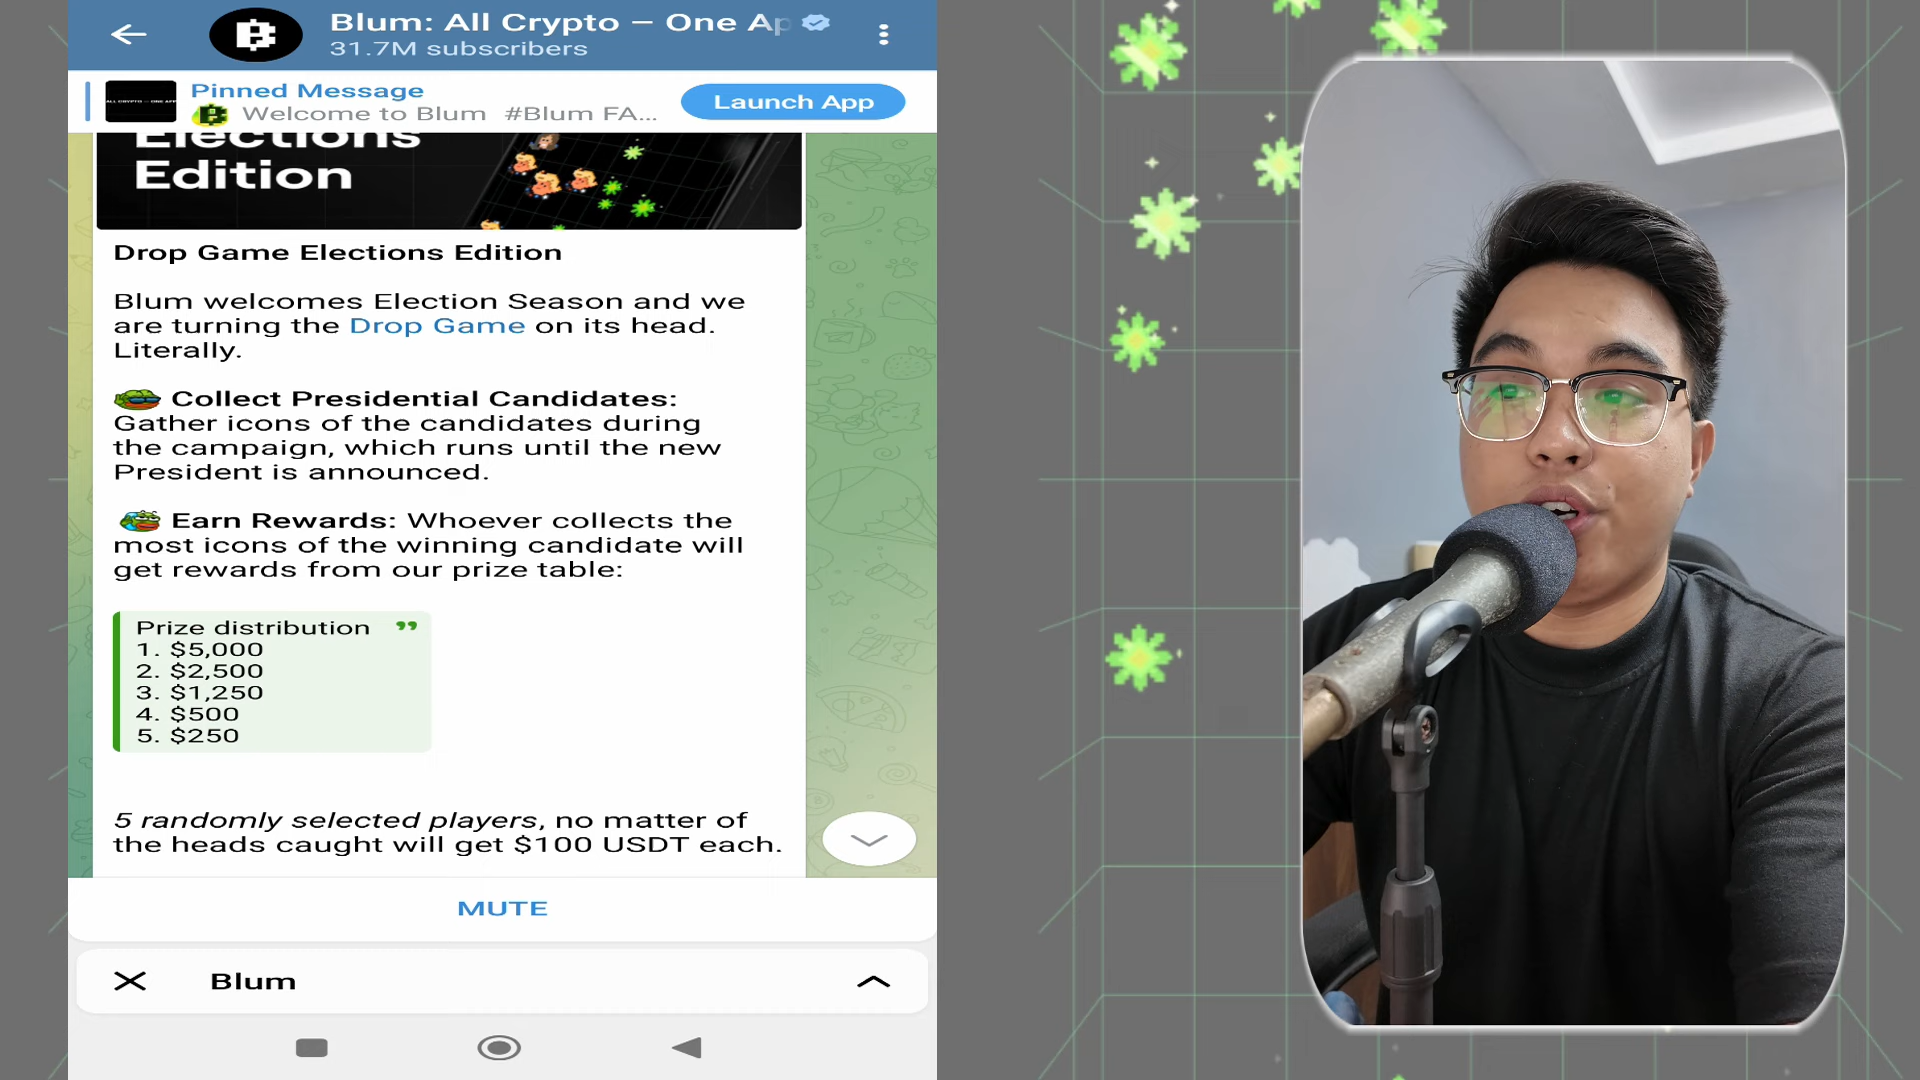 Blum: All Crypto – One Ap
31.7M subscribers
Pinned Message
Welcome to Blum #Blum FA...
Launch App
ALL CRYPTO — ONE APP
Elections
Edition
Drop Game Elections Edition
Blum welcomes Election Season and we
are turning the Drop Game on its head.
Literally.
Collect Presidential Candidates:
Gather icons of the candidates during
the campaign, which runs until the new
President is announced.
Earn Rewards: Whoever collects the
most icons of the winning candidate will
get rewards from our prize table:
Prize distribution
1. $5,000
2. $2,500
3. $1,250
4. $500
5. $250
5 randomly selected players, no matter of
the heads caught will get $100 USDT each.
MUTE
Blum